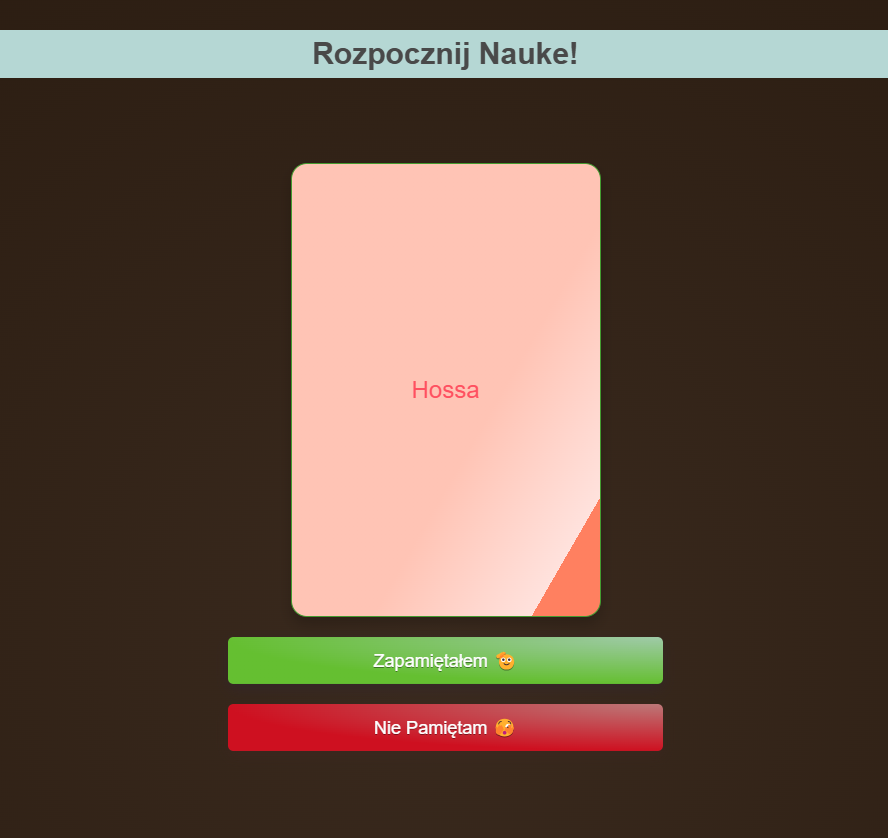 Rozpocznij Nauke!
Hossa
Zapamiętałem
Nie Pamiętam